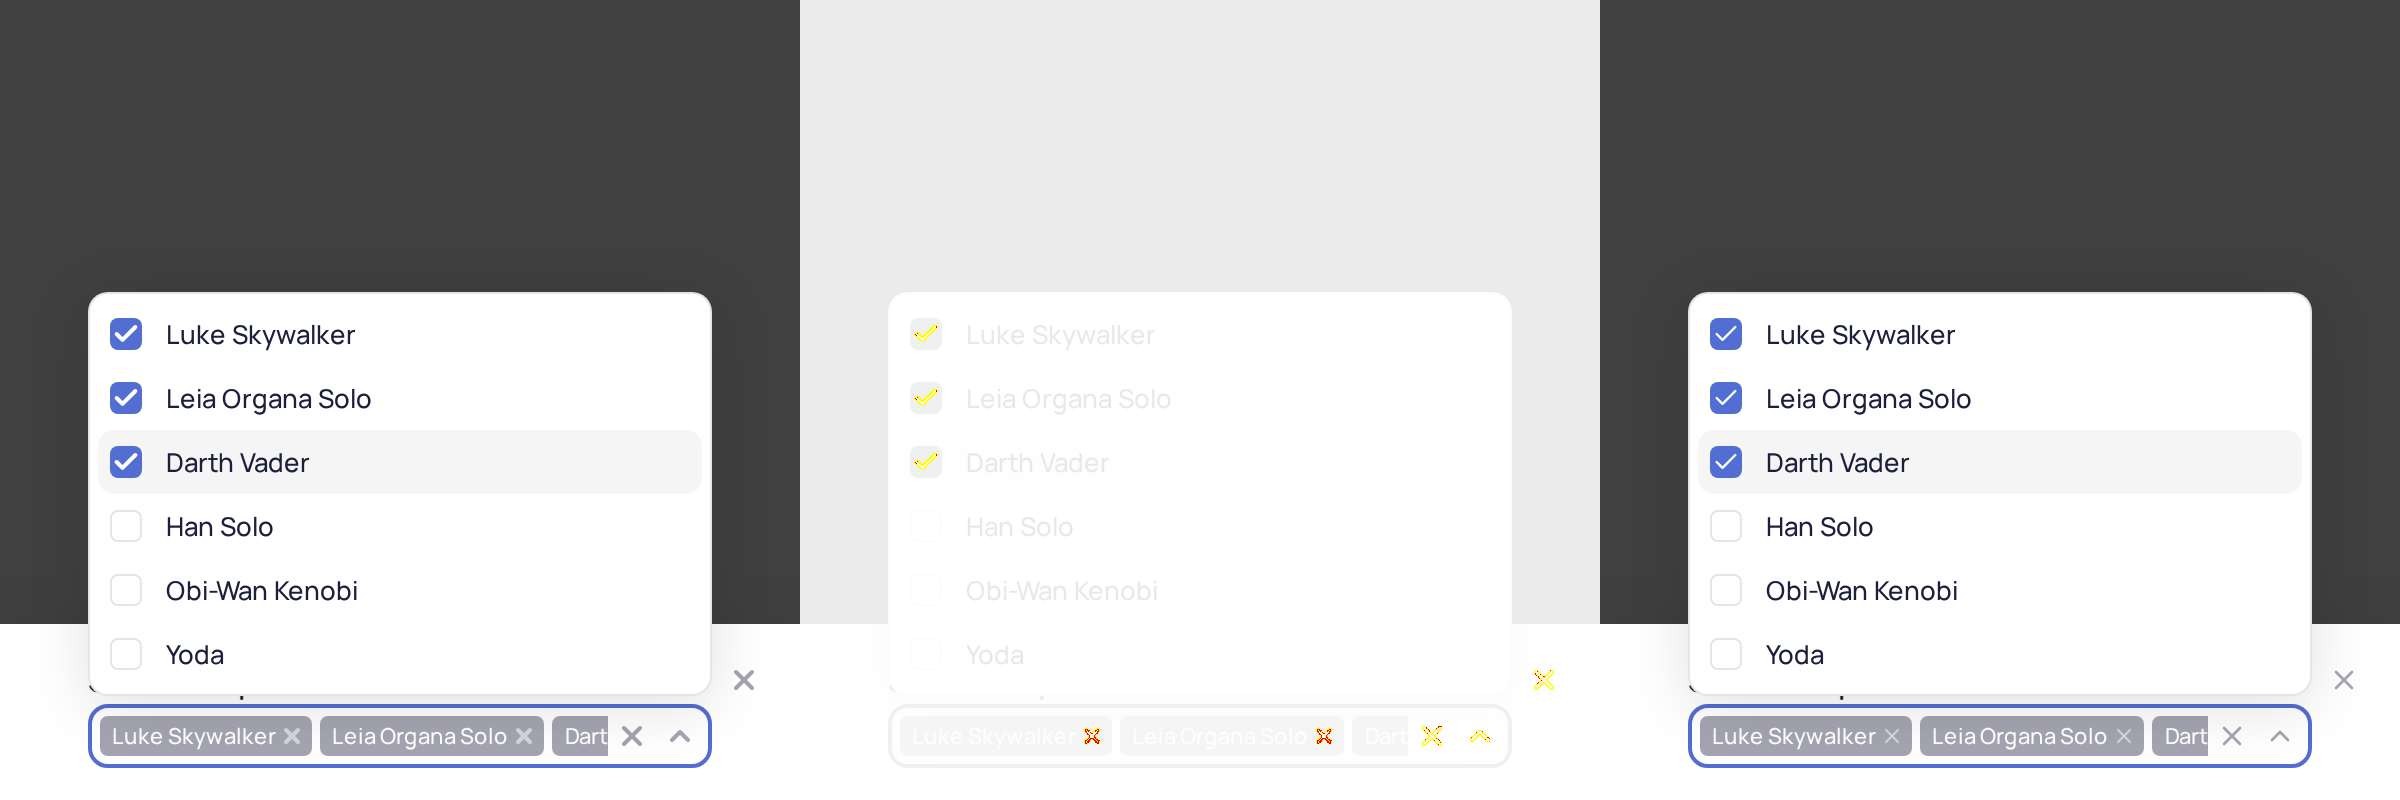 Luke Skywalker
Leia Organa Solo
Darth Vader
Han Solo
Obi-Wan Kenobi
Yoda
Luke Skywalker Leia Organa Solo Dart
Luke Skywalker
Leia Organa Solo
Darth Vader
Han Solo
Obi-Wan Kenobi
Yoda
Luke Skywalker Leia Organa Solo Dart
Luke Skywalker
Leia Organa Solo
Darth Vader
Han Solo
Obi-Wan Kenobi
Yoda
Luke Skywalker Leia Organa Solo Dart